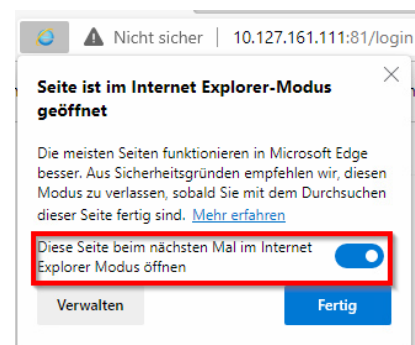 Nicht sicher | 10.127.161.111:81/login
Seite ist im Internet Explorer-Modus
geöffnet
Die meisten Seiten funktionieren in Microsoft Edge
besser. Aus Sicherheitsgründen empfehlen wir, diesen
Modus zu verlassen, sobald Sie mit dem Durchsuchen
dieser Seite fertig sind. Mehr erfahren
Diese Seite beim nächsten Mal im Internet
Explorer Modus öffnen
Verwalten Fertig